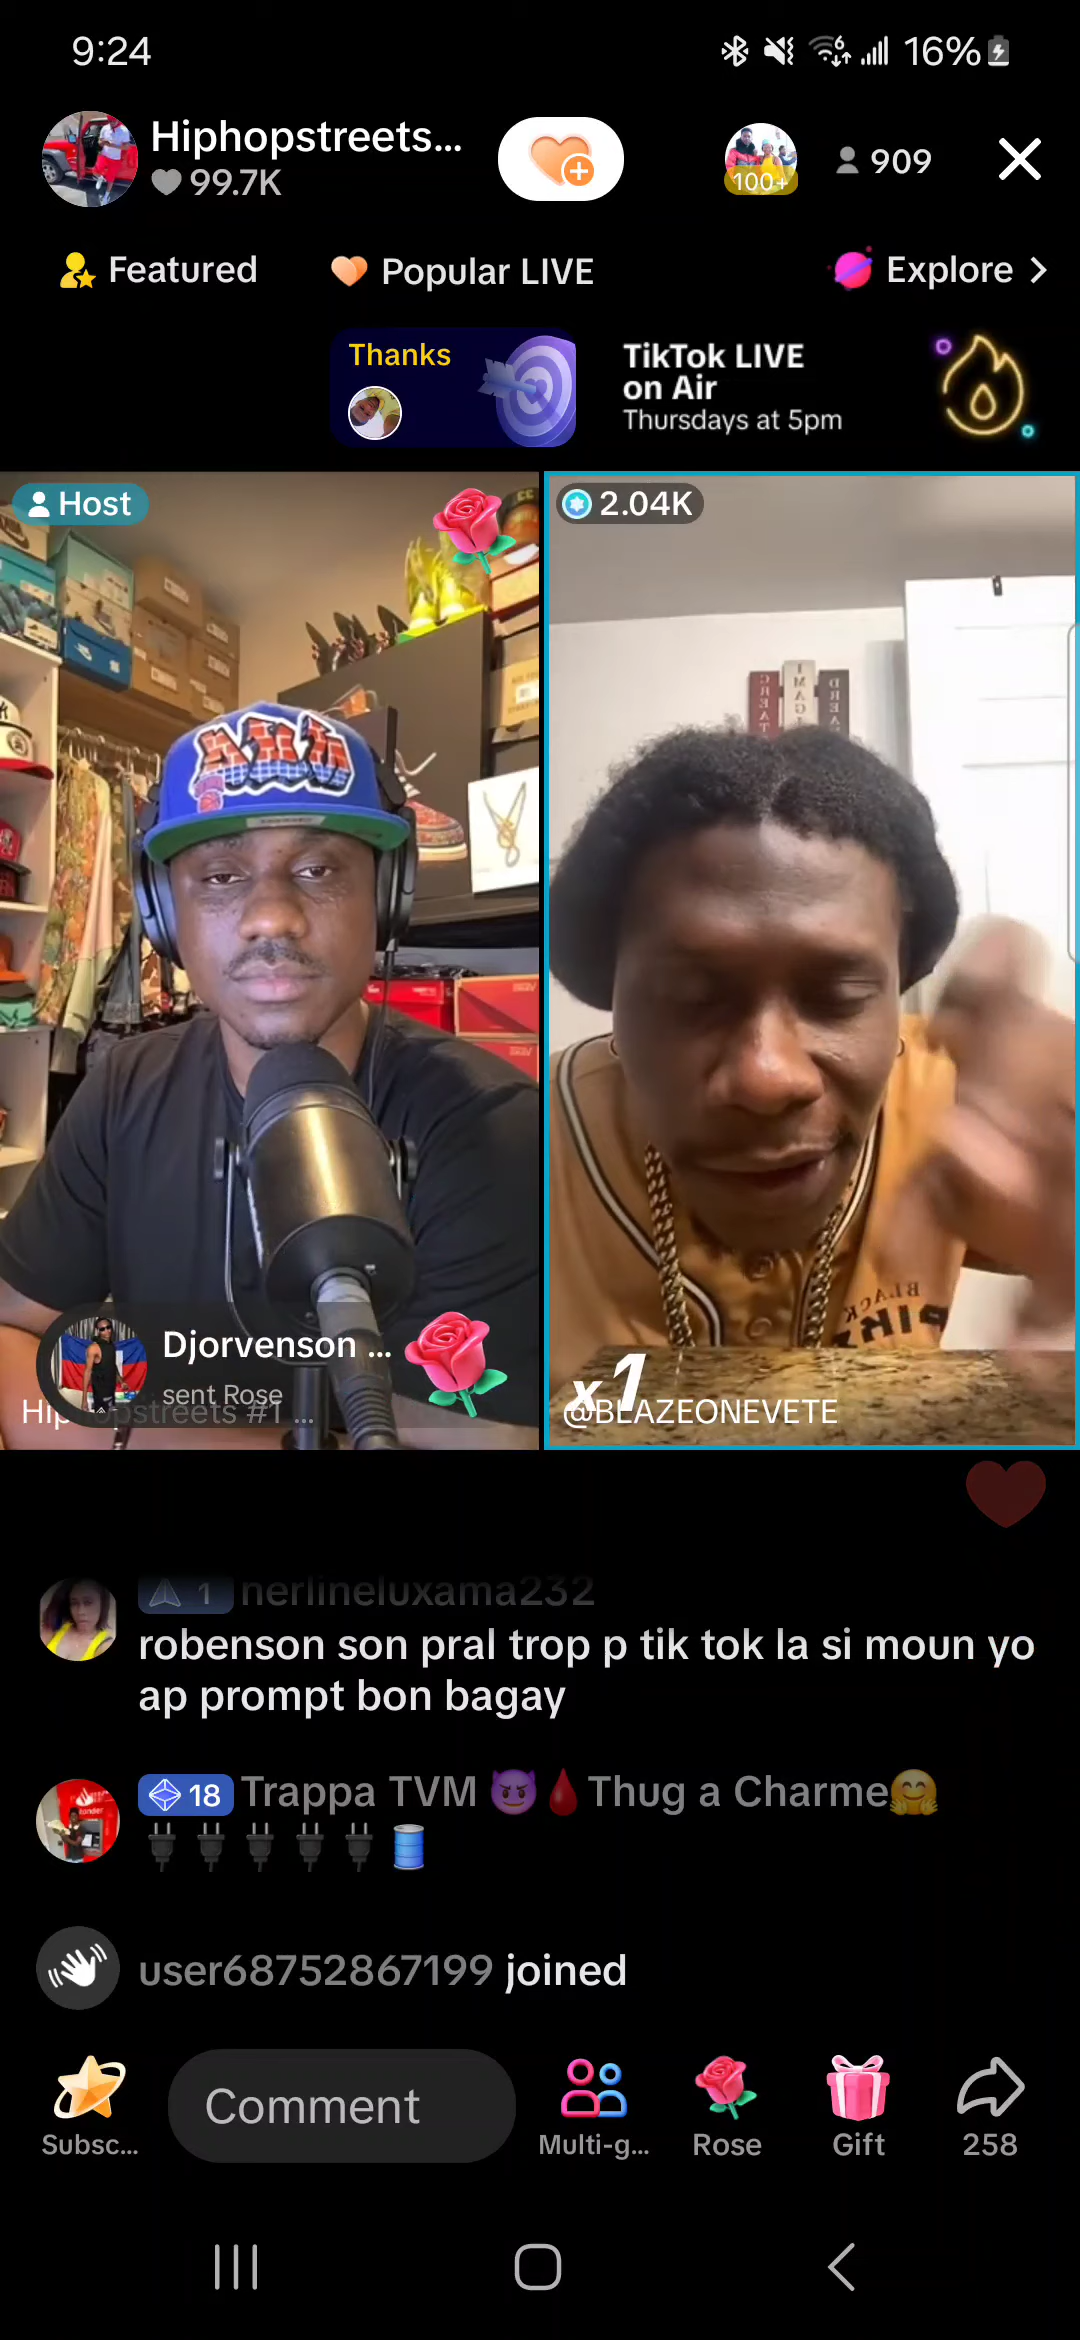 9:24
16%
Hiphopstreets...
99.7K
100+
909
Featured
Popular LIVE
Explore >
Thanks
TikTok LIVE
on Air
Thursdays at 5pm
Host
2.04K
Djorvenson ...
sent Rose
#1 ...
x1
@BLAZEONEVETE
1 nerlineluxama232
robenson son pral trop p tik tok la si moun yo
ap prompt bon bagay
18 Trappa TVM 😈🩸Thug a Charme🤗
🔌🔌🔌🔌🔌🛢️
user68752867199 joined
Comment
Subsc...
Multi-g...
Rose
Gift
258